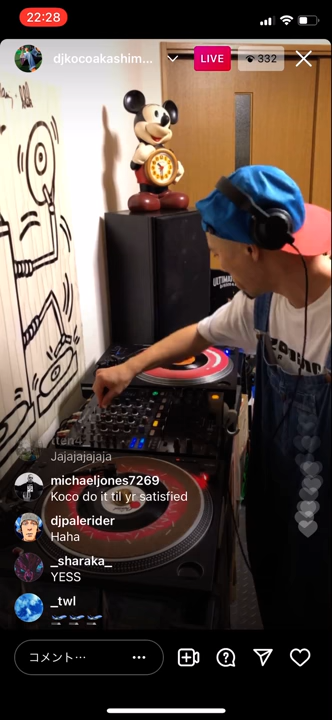 22:28
djkocoakashim...
LIVE
332
Jajajajajaja
michaeljones7269
Koco do it til yr satisfied
djpalerider
Haha
_sharaka_
YESS
_twl
コメント…